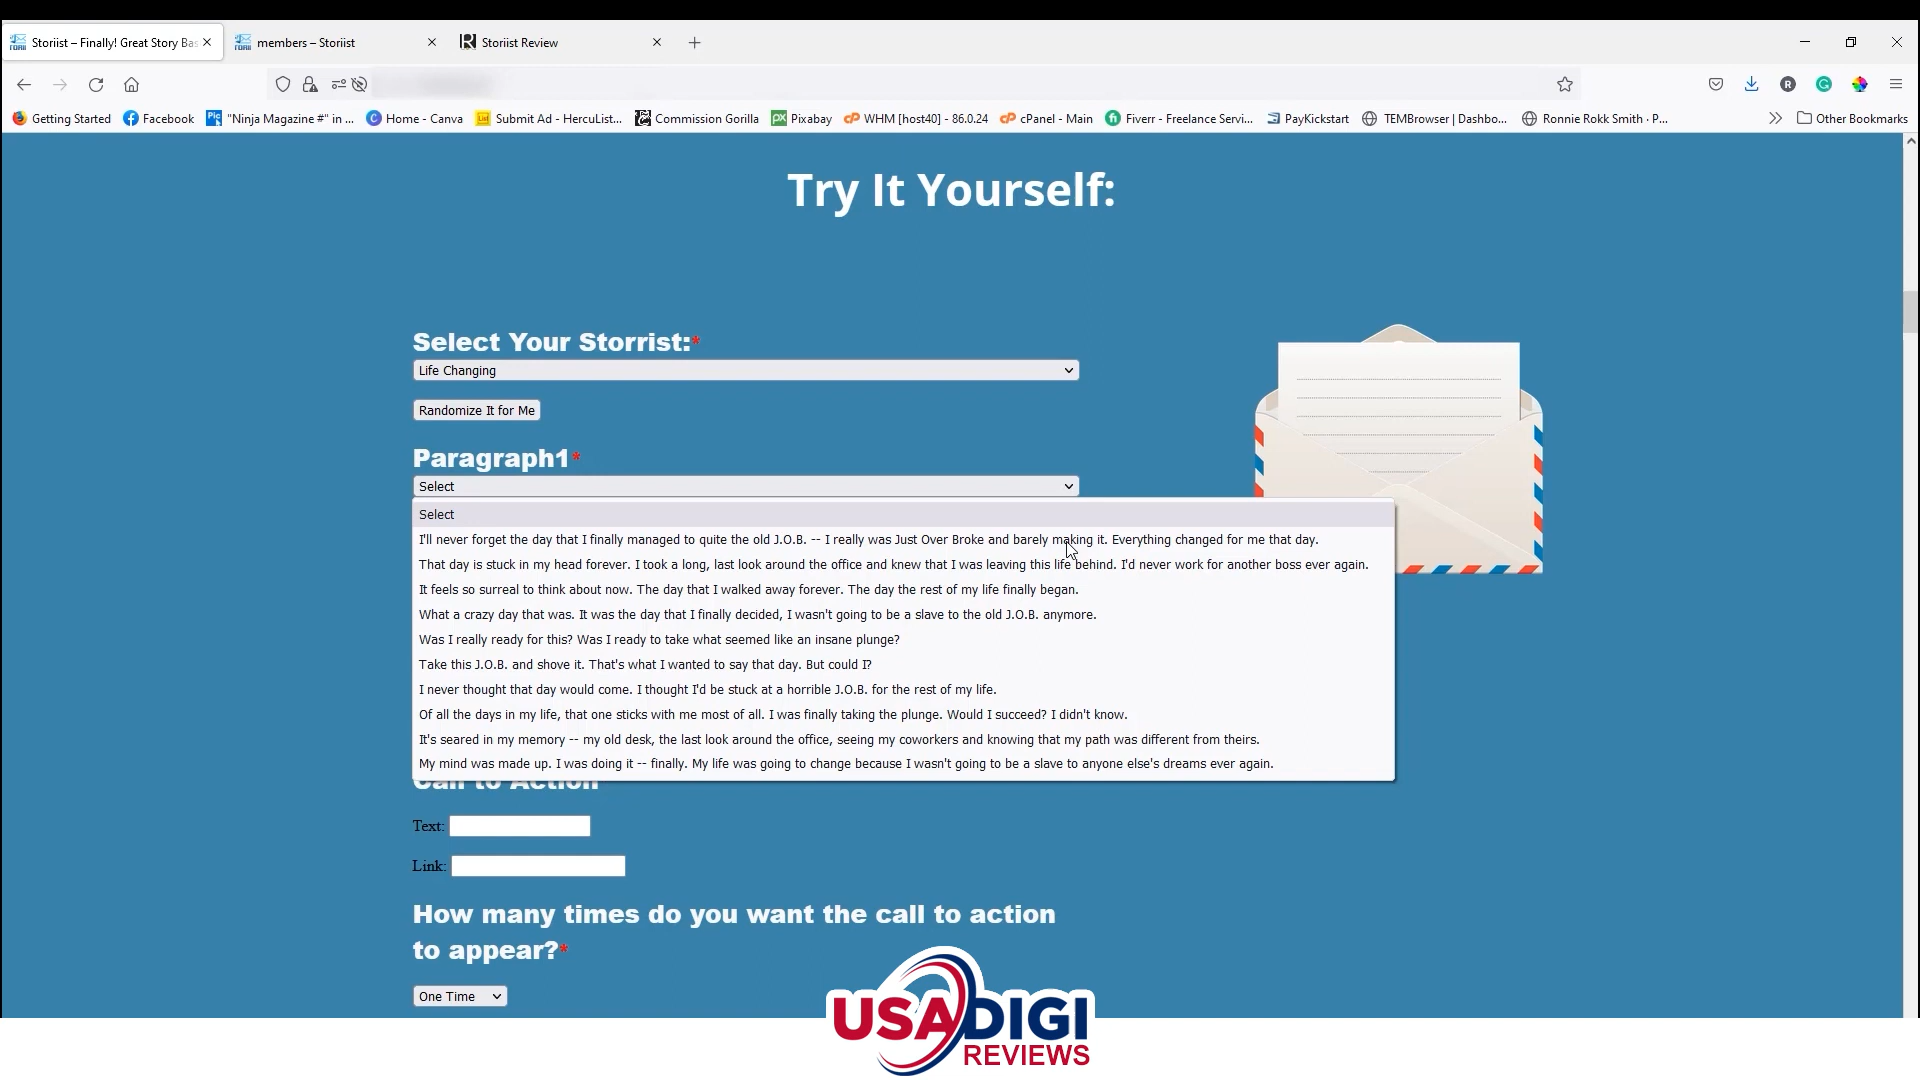 Storiist – Finally! Great Story Bas
members – Storiist
Storiist Review
Getting Started
Facebook
"Ninja Magazine #" in ...
Home - Canva
Submit Ad - HercuList...
Commission Gorilla
Pixabay
WHM [host40] - 86.0.24
cPanel - Main
Fiverr - Freelance Servi...
PayKickstart
TEMBrowser | Dashbo...
Ronnie Rokk Smith · P...
Other Bookmarks
Try It Yourself:
Select Your Storrist:*
Life Changing
Randomize It for Me
Paragraph1*
Select
Select
I'll never forget the day that I finally managed to quite the old J.O.B. -- I really was Just Over Broke and barely making it. Everything changed for me that day.
That day is stuck in my head forever. I took a long, last look around the office and knew that I was leaving this life behind. I'd never work for another boss ever again.
It feels so surreal to think about now. The day that I walked away forever. The day the rest of my life finally began.
What a crazy day that was. It was the day that I finally decided, I wasn't going to be a slave to the old J.O.B. anymore.
Was I really ready for this? Was I ready to take what seemed like an insane plunge?
Take this J.O.B. and shove it. That's what I wanted to say that day. But could I?
I never thought that day would come. I thought I'd be stuck at a horrible J.O.B. for the rest of my life.
Of all the days in my life, that one sticks with me most of all. I was finally taking the plunge. Would I succeed? I didn't know.
It's seared in my memory -- my old desk, the last look around the office, seeing my coworkers and knowing that my path was different from theirs.
My mind was made up. I was doing it -- finally. My life was going to change because I wasn't going to be a slave to anyone else's dreams ever again.
Call to Action
Text:
Link:
How many times do you want the call to action
to appear?*
One Time
USADIGI
REVIEWS